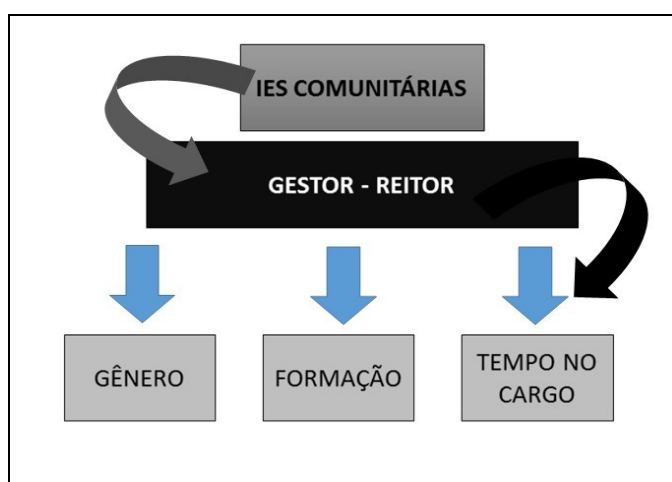 IES COMUNITÁRIAS
GESTOR - REITOR
GÊNERO
FORMAÇÃO
TEMPO NO
CARGO